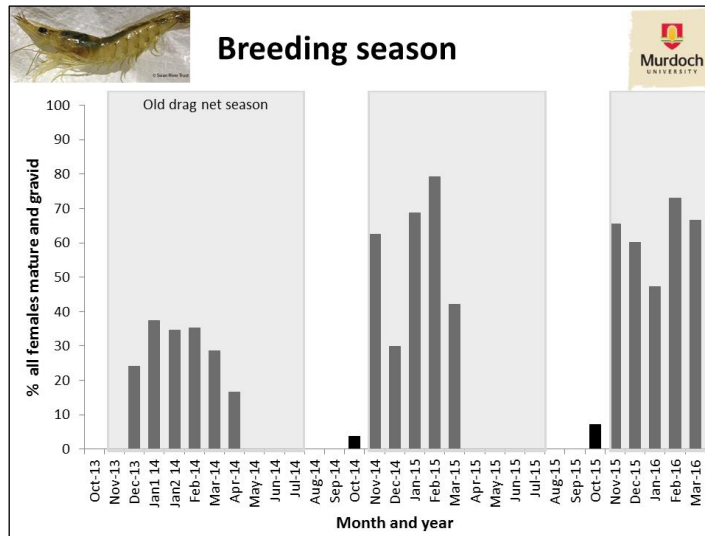 Breeding season
© Swan River Trust
Murdoch
UNIVERSITY
Old drag net season
% all females mature and gravid
100
90
80
70
60
50
40
30
20
10
0
Oct-13
Nov-13
Dec-13
Jan1 14
Jan2 14
Feb-14
Mar-14
Apr-14
May-14
Jun-14
Jul-14
Aug-14
Sep-14
Oct-14
Nov-14
Dec-14
Jan-15
Feb-15
Mar-15
Apr-15
May-15
Jun-15
Jul-15
Aug-15
Sep-15
Oct-15
Nov-15
Dec-15
Jan-16
Feb-16
Mar-16
Month and year